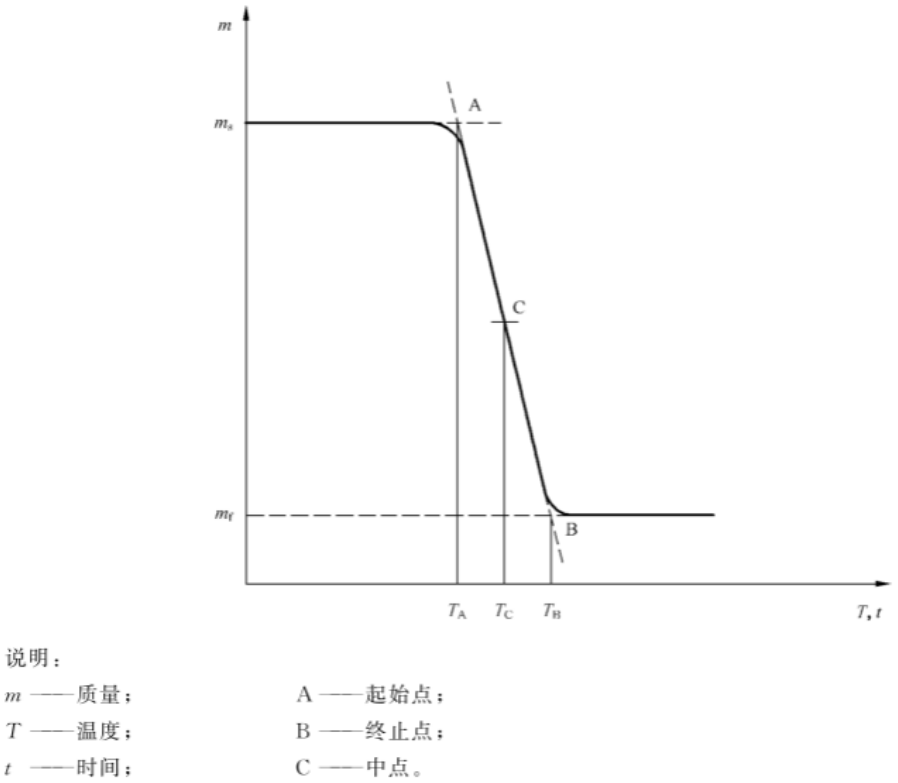 m
A
mₛ
C
m_f
B
T_A T_C T_B T, t
说明：
m ——质量； A ——起始点；
T ——温度； B ——终止点；
t ——时间； C ——中点。